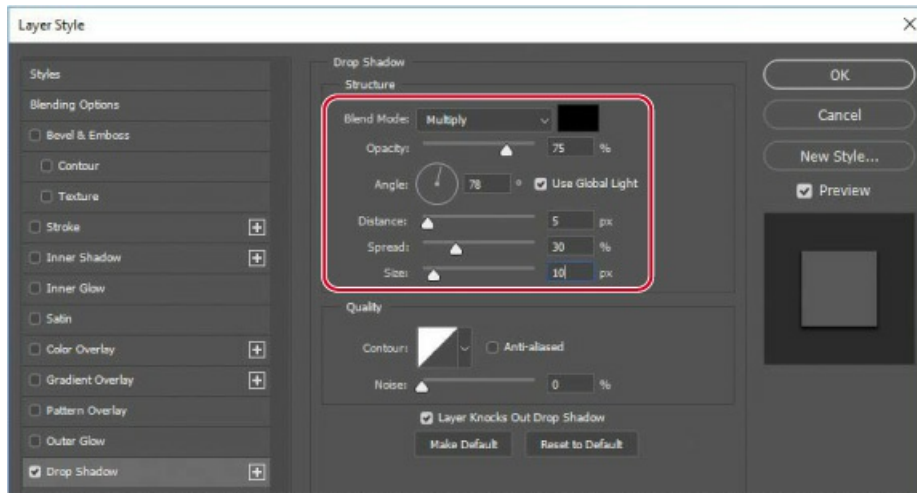 Layer Style
Styles
Blending Options
Bevel & Emboss
Contour
Texture
Stroke
Inner Shadow
Inner Glow
Satin
Color Overlay
Gradient Overlay
Pattern Overlay
Outer Glow
Drop Shadow
Drop Shadow
Structure
Blend Mode: Multiply
Opacity: 75 %
Angle: 78 ° Use Global Light
Distance: 5 px
Spread: 30 %
Size: 10 px
Quality
Contour: Anti-aliased
Noise: 0 %
Layer Knocks Out Drop Shadow
Make Default Reset to Default
OK
Cancel
New Style...
Preview